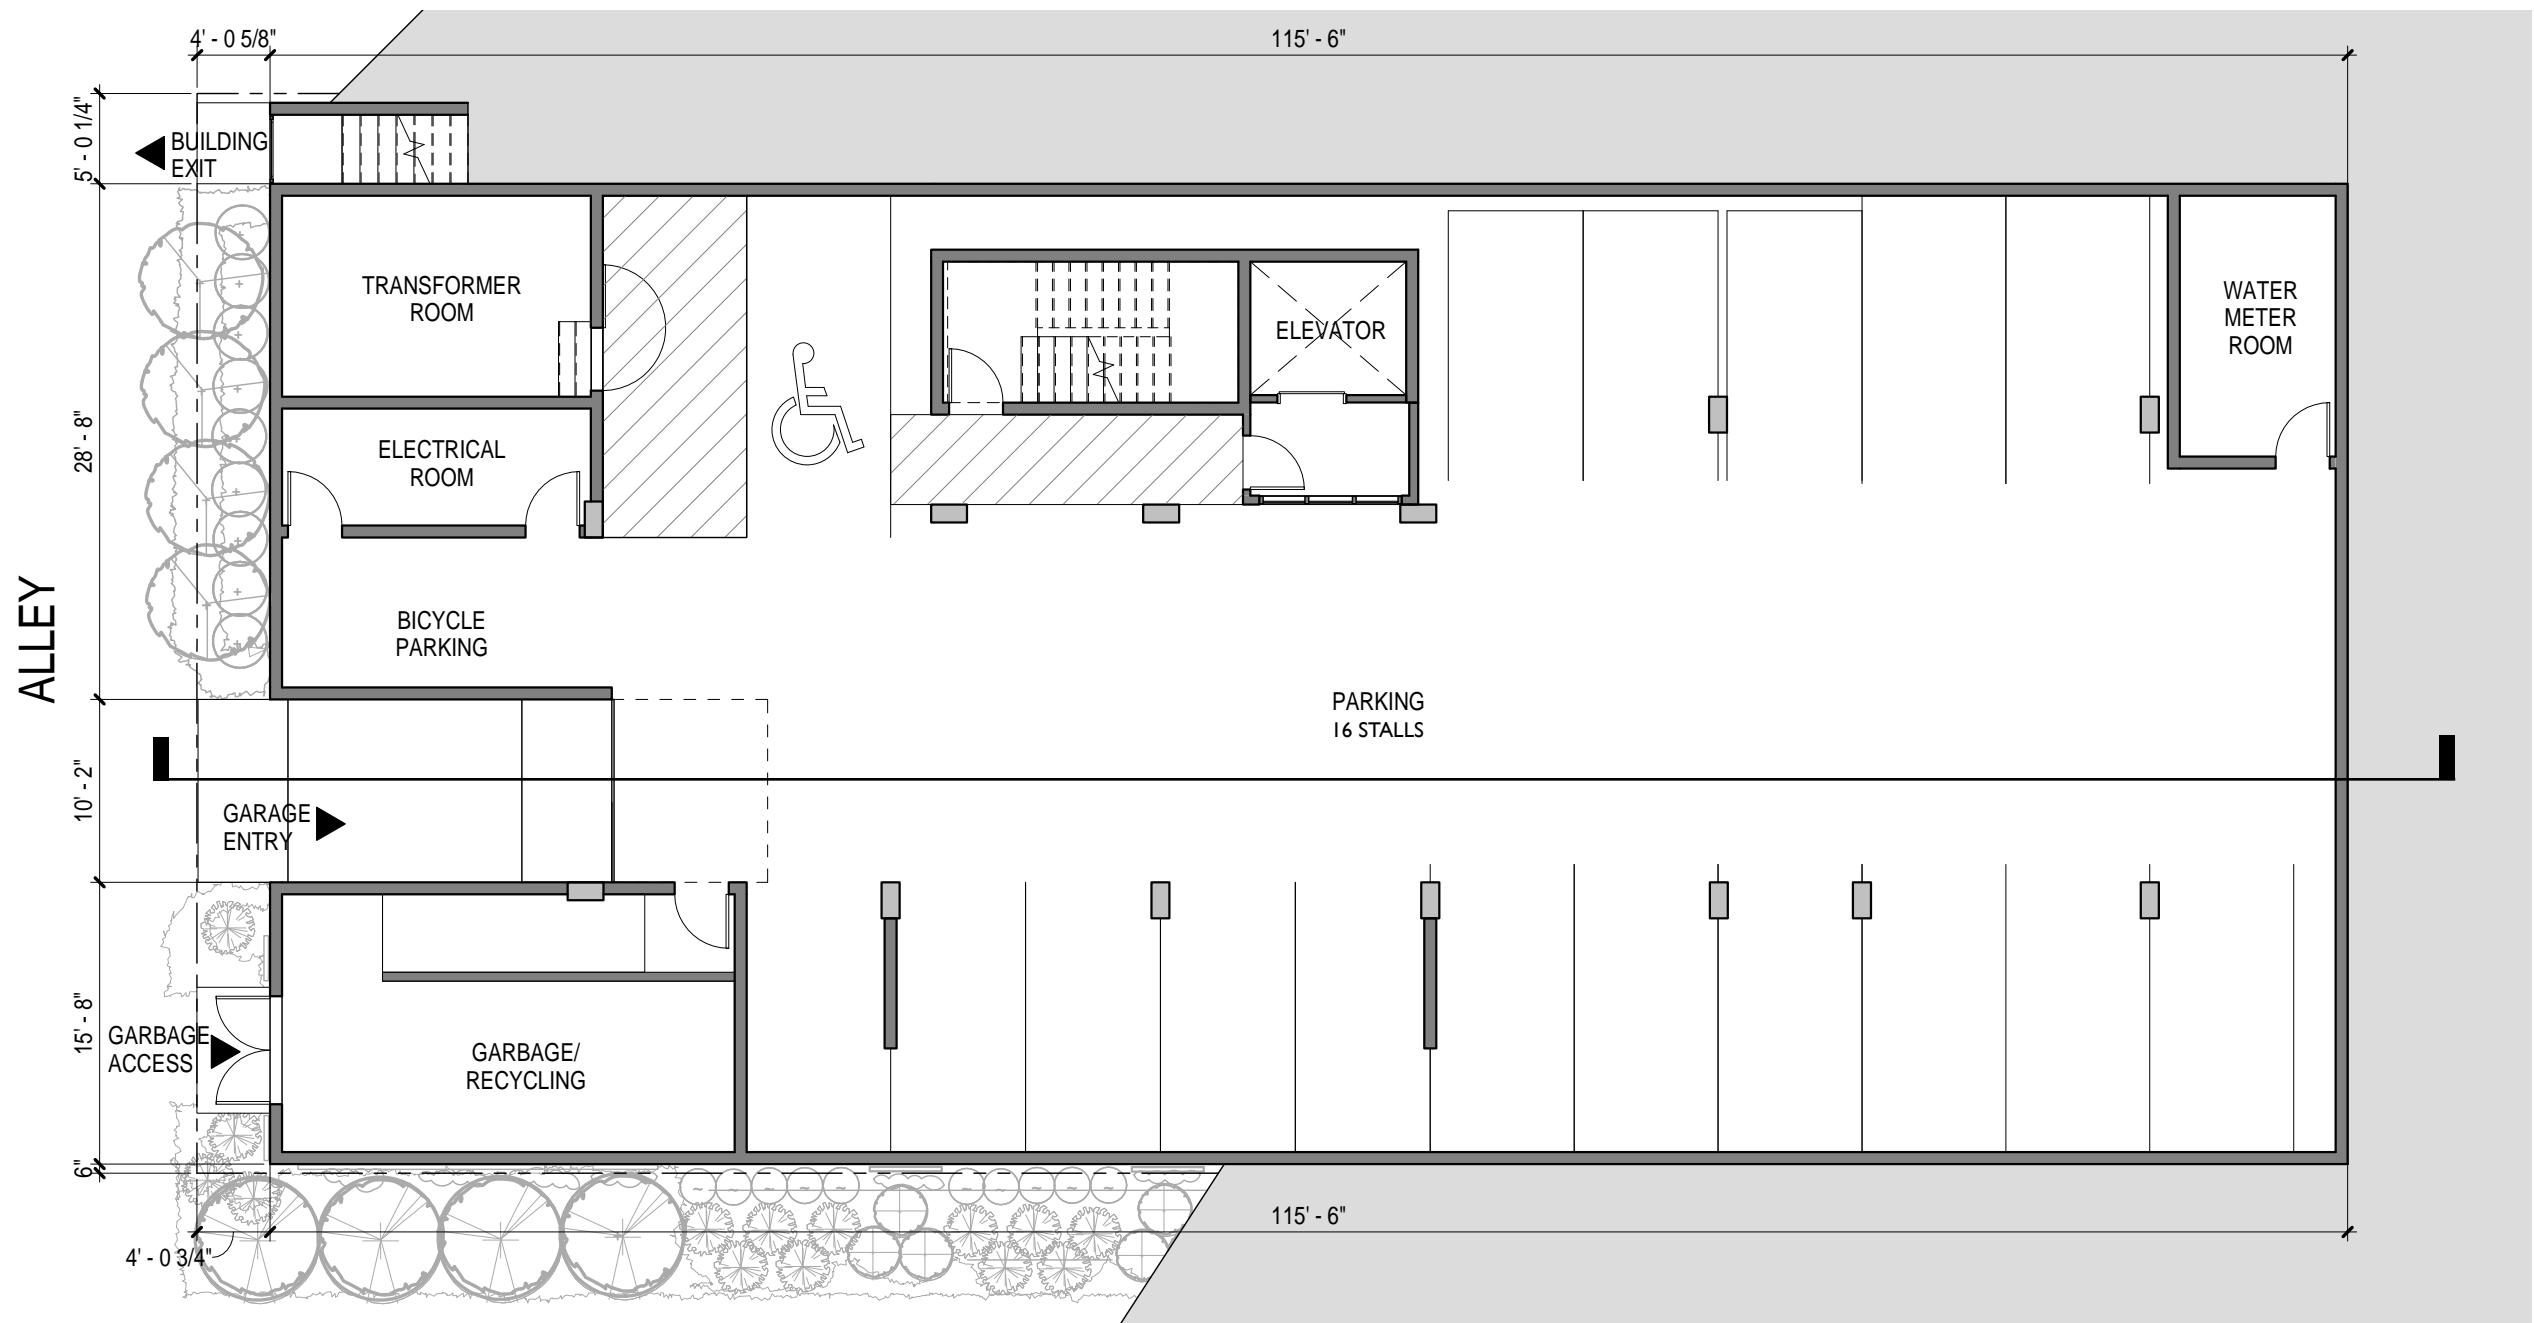 4' - 0 5/8"
115' - 6"
5' - 0 1/4"
BUILDING
EXIT
TRANSFORMER
ROOM
ELEVATOR
WATER
METER
ROOM
28' - 8"
ELECTRICAL
ROOM
ALLEY
BICYCLE
PARKING
PARKING
16 STALLS
10' - 2"
GARAGE
ENTRY
15' - 8"
GARBAGE
ACCESS
GARBAGE/
RECYCLING
6"
115' - 6"
4' - 0 3/4"